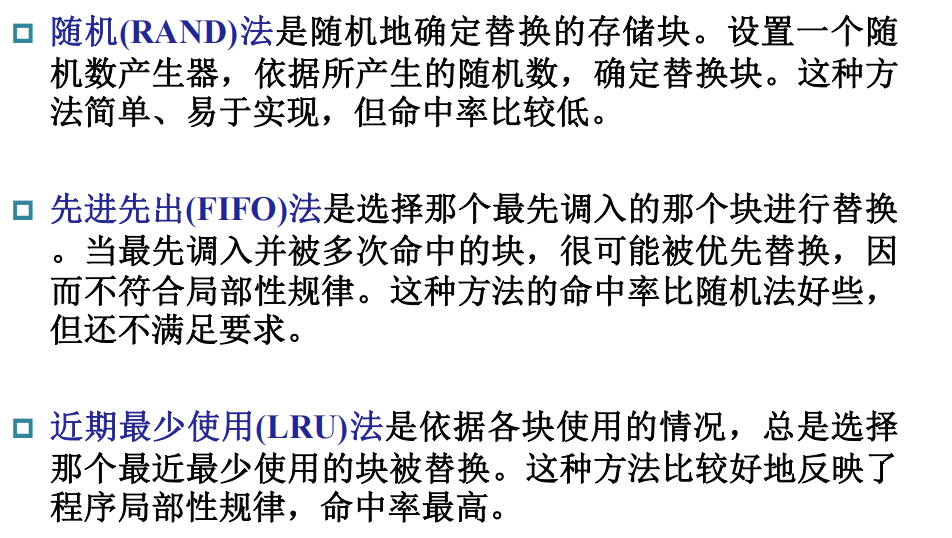 随机(RAND)法是随机地确定替换的存储块。设置一个随
机数产生器，依据所产生的随机数，确定替换块。这种方
法简单、易于实现，但命中率比较低。
先进先出(FIFO)法是选择那个最先调入的那个块进行替换
。当最先调入并被多次命中的块，很可能被优先替换，因
而不符合局部性规律。这种方法的命中率比随机法好些，
但还不满足要求。
近期最少使用(LRU)法是依据各块使用的情况，总是选择
那个最近最少使用的块被替换。这种方法比较好地反映了
程序局部性规律，命中率最高。